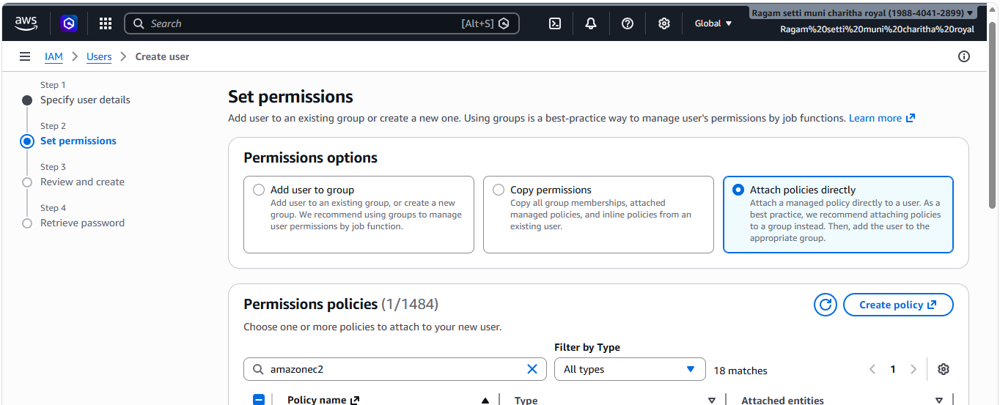 aws
Search
[Alt+S]
Global
Ragam setti muni charitha royal (1988-4041-2899)
Ragam%20setti%20muni%20charitha%20royal
IAM
Users
Create user
Step 1
Specify user details
Step 2
Set permissions
Step 3
Review and create
Step 4
Retrieve password
Set permissions
Add user to an existing group or create a new one. Using groups is a best-practice way to manage user's permissions by job functions. Learn more
Permissions options
Add user to group
Add user to an existing group, or create a new
group. We recommend using groups to manage
user permissions by job function.
Copy permissions
Copy all group memberships, attached
managed policies, and inline policies from an
existing user.
Attach policies directly
Attach a managed policy directly to a user. As a
best practice, we recommend attaching policies
to a group instead. Then, add the user to the
appropriate group.
Permissions policies (1/1484)
Create policy
Choose one or more policies to attach to your new user.
Filter by Type
amazonec2
All types
18 matches
1
Policy name
Type
Attached entities